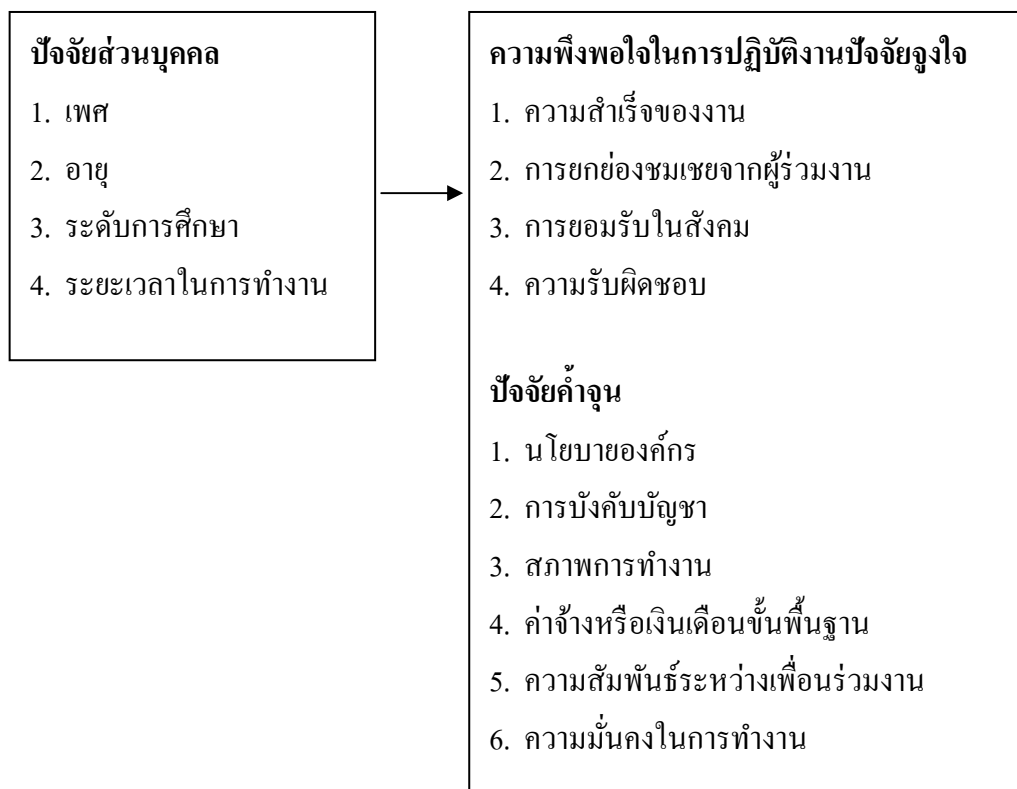 ปัจจัยส่วนบุคคล
1. เพศ
2. อายุ
3. ระดับการศึกษา
4. ระยะเวลาในการทำงาน
ความพึงพอใจในการปฏิบัติงานปัจจัยจูงใจ
1. ความสำเร็จของงาน
2. การยกย่องชมเชยจากผู้ร่วมงาน
3. การยอมรับในสังคม
4. ความรับผิดชอบ
ปัจจัยค้ำจุน
1. นโยบายองค์กร
2. การบังคับบัญชา
3. สภาพการทำงาน
4. ค่าจ้างหรือเงินเดือนขั้นพื้นฐาน
5. ความสัมพันธ์ระหว่างเพื่อนร่วมงาน
6. ความมั่นคงในการทำงาน